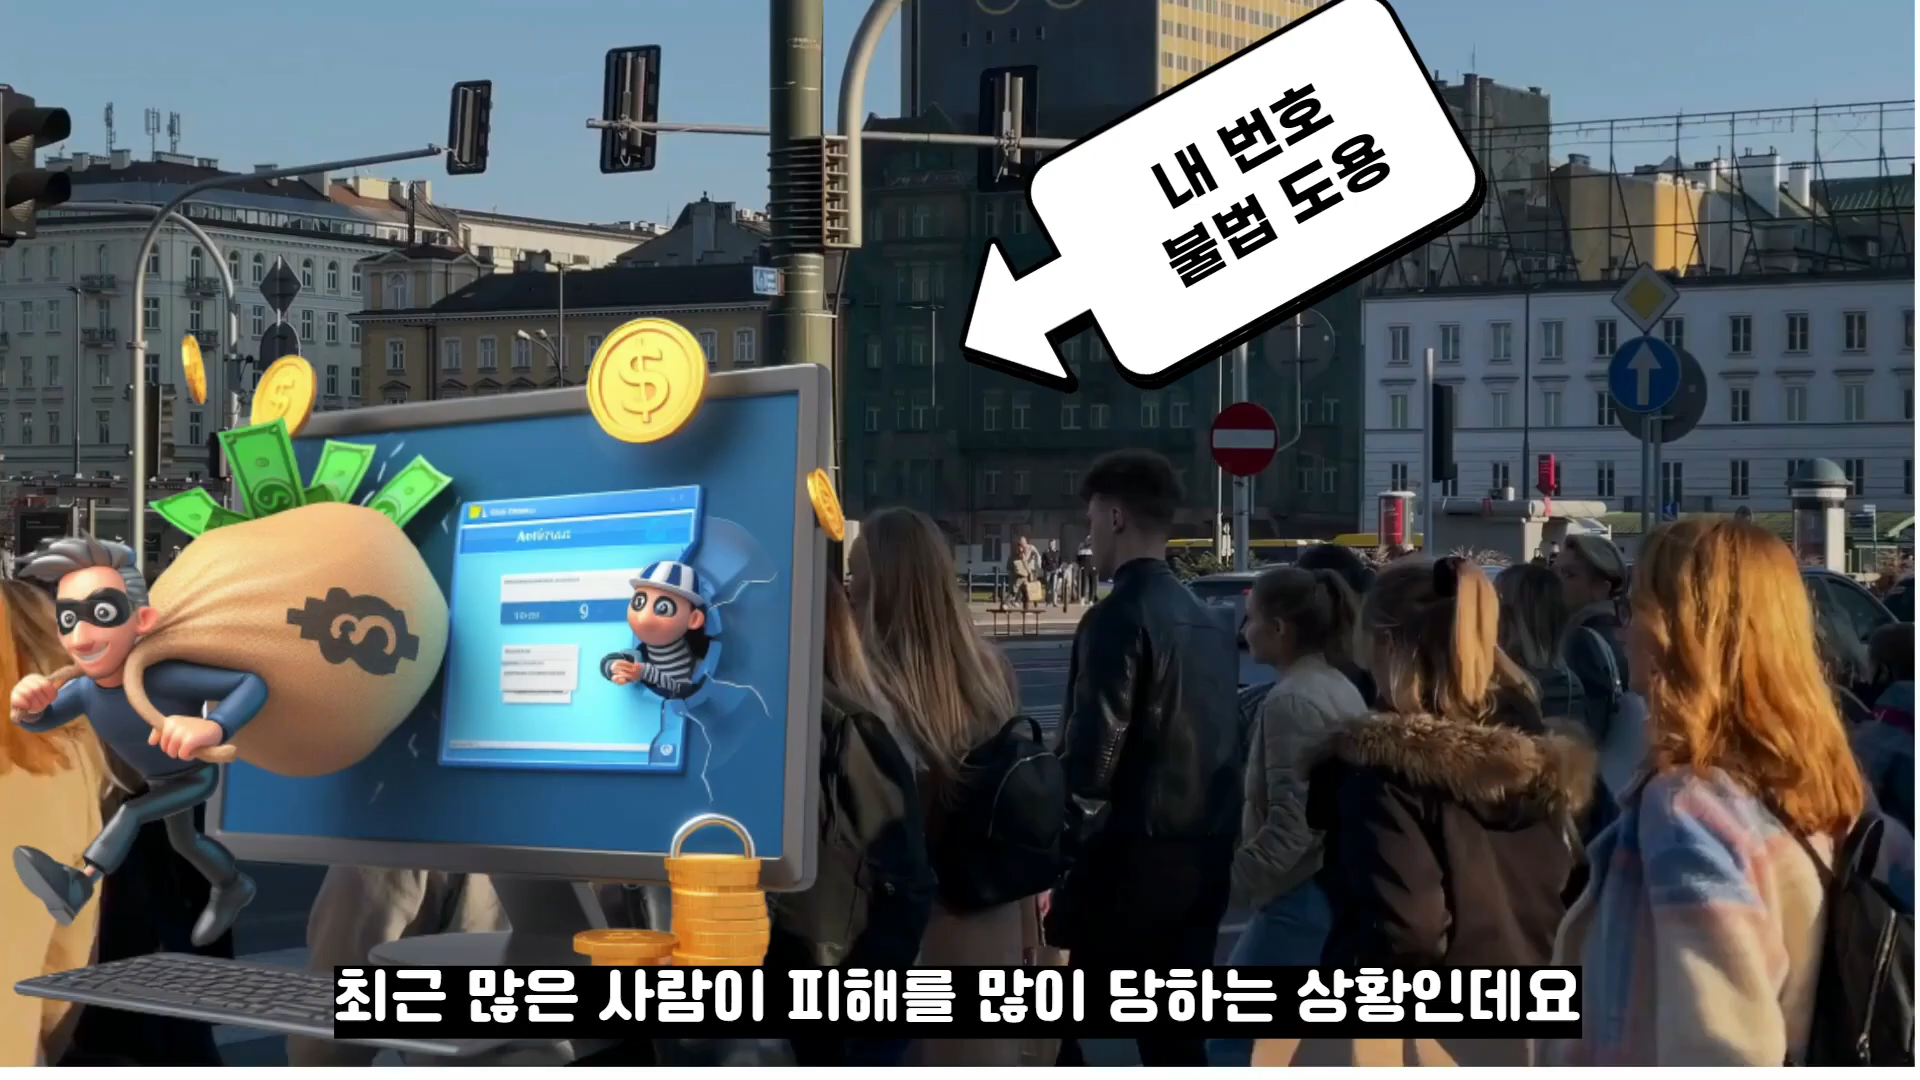 내 번호
불법 도용
9
최근 많은 사람이 피해를 많이 당하는 상황인데요